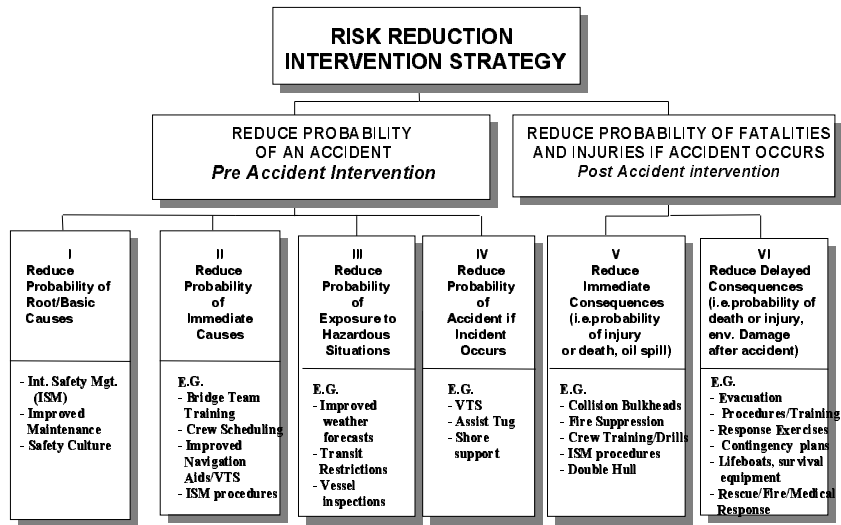 RISK REDUCTION
INTERVENTION STRATEGY
REDUCE PROBABILITY
OF AN ACCIDENT
Pre Accident Intervention
REDUCE PROBABILITY OF FATALITIES
AND INJURIES IF ACCIDENT OCCURS
Post Accident intervention
I
Reduce
Probability of
Root/Basic
Causes
- Int. Safety Mgt.
(ISM)
- Improved
Maintenance
- Safety Culture
II
Reduce
Probability
of
Immediate
Causes
E.G.
- Bridge Team
Training
- Crew Scheduling
- Improved
Navigation
Aids/VTS
- ISM procedures
III
Reduce
Probability
of
Exposure to
Hazardous
Situations
E.G.
- Improved
weather
forecasts
- Transit
Restrictions
- Vessel
inspections
IV
Reduce
Probability
of
Accident if
Incident
Occurs
E.G.
- VTS
- Assist Tug
- Shore
support
V
Reduce
Immediate
Consequences
(i.e.probability
of injury
or death, oil spill)
E.G.
- Collision Bulkheads
- Fire Suppression
- Crew Training/Drills
- ISM procedures
- Double Hull
VI
Reduce Delayed
Consequences
(i.e.probability of
death or injury,
env. Damage
after accident)
E.G.
- Evacuation
- Procedures/Training
- Response Exercises
- Contingency plans
- Lifeboats, survival
equipment
- Rescue/Fire/Medical
Response